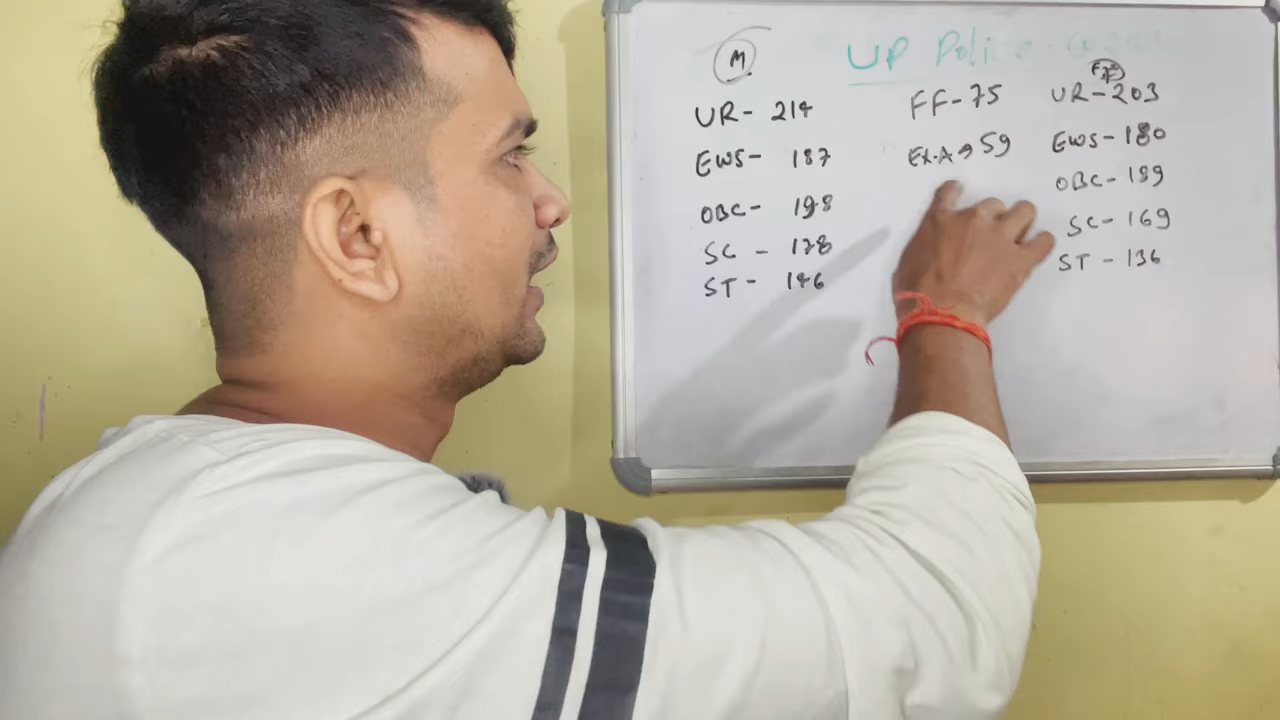 UP Police
M
UR- 214
EWS- 187
OBC- 198
SC - 178
ST- 146
FF-75
EX-A→59
UR-203
EWS-180
OBC-189
SC-169
ST-136